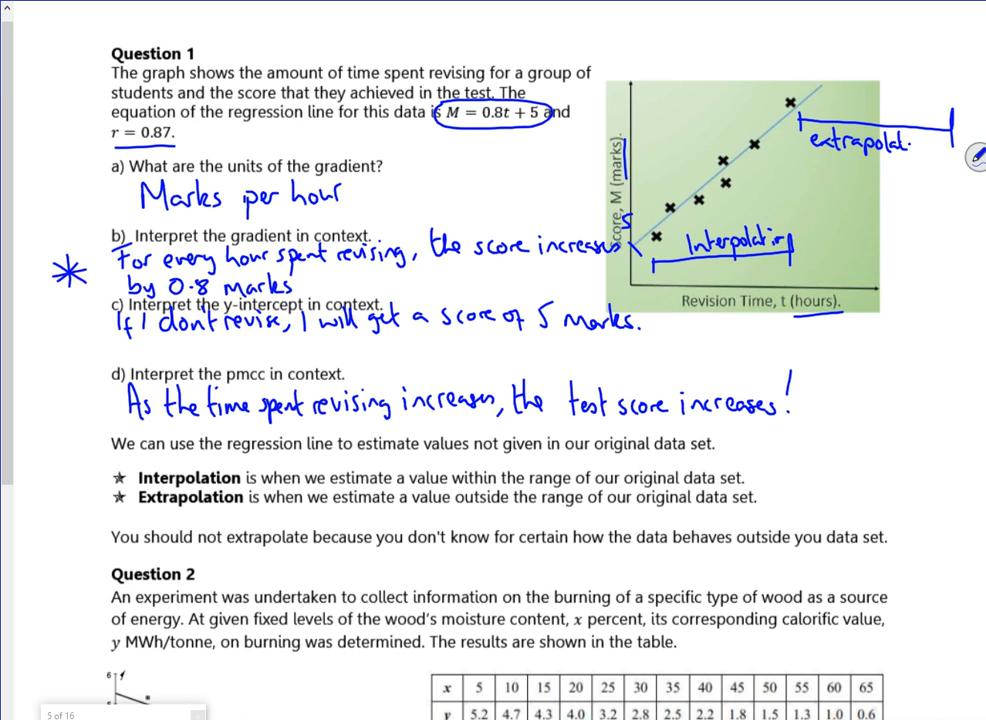 Question 1
The graph shows the amount of time spent revising for a group of
students and the score that they achieved in the test. The
equation of the regression line for this data is M = 0.8t + 5 and
r = 0.87.
a) What are the units of the gradient?
Marks per hour
b) Interpret the gradient in context.
For every hour spent revising, the score increases
by 0.8 marks
c) Interpret the y-intercept in context.
If I don't revise, I will get a score of 5 marks.
d) Interpret the pmcc in context.
As the time spent revising increases, the test score increases!
Score, M (marks).
5
extrapolat.
Interpolation
Revision Time, t (hours).
We can use the regression line to estimate values not given in our original data set.
★ Interpolation is when we estimate a value within the range of our original data set.
★ Extrapolation is when we estimate a value outside the range of our original data set.
You should not extrapolate because you don't know for certain how the data behaves outside you data set.
Question 2
An experiment was undertaken to collect information on the burning of a specific type of wood as a source
of energy. At given fixed levels of the wood's moisture content, x percent, its corresponding calorific value,
y MWh/tonne, on burning was determined. The results are shown in the table.
6 y
x 5 10 15 20 25 30 35 40 45 50 55 60 65
y 5.2 4.7 4.3 4.0 3.2 2.8 2.5 2.2 1.8 1.5 1.3 1.0 0.6
5 of 16